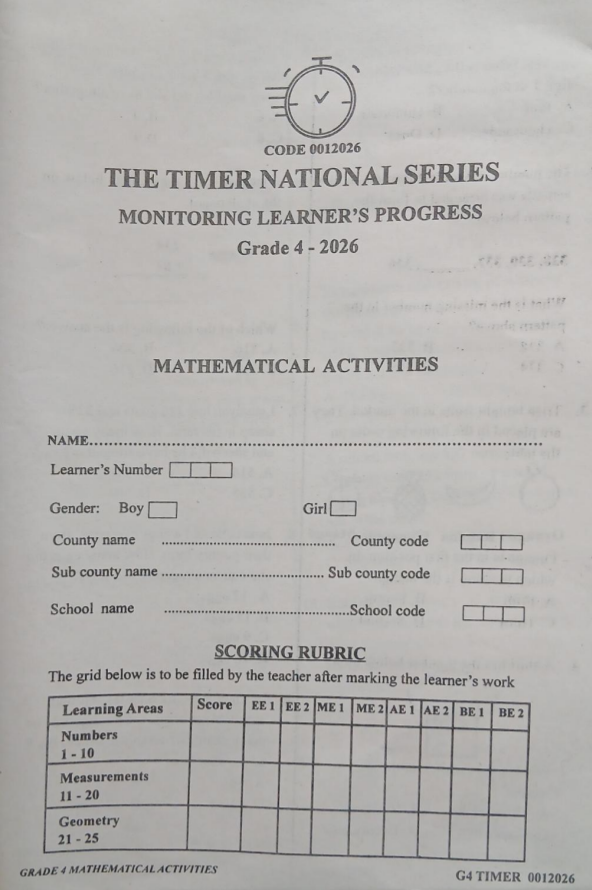 CODE 0012026
THE TIMER NATIONAL SERIES
MONITORING LEARNER'S PROGRESS
Grade 4 - 2026
MATHEMATICAL ACTIVITIES
NAME..........................................................................
Learner's Number
Gender: Boy Girl
County name ........................................... County code
Sub county name ........................................ Sub county code
School name ..............................................School code
SCORING RUBRIC
The grid below is to be filled by the teacher after marking the learner's work
Learning Areas Score EE 1 EE 2 ME 1 ME 2 AE 1 AE 2 BE 1 BE 2
Numbers
1 - 10
Measurements
11 - 20
Geometry
21 - 25
GRADE 4 MATHEMATICAL ACTIVITIES G4 TIMER 0012026